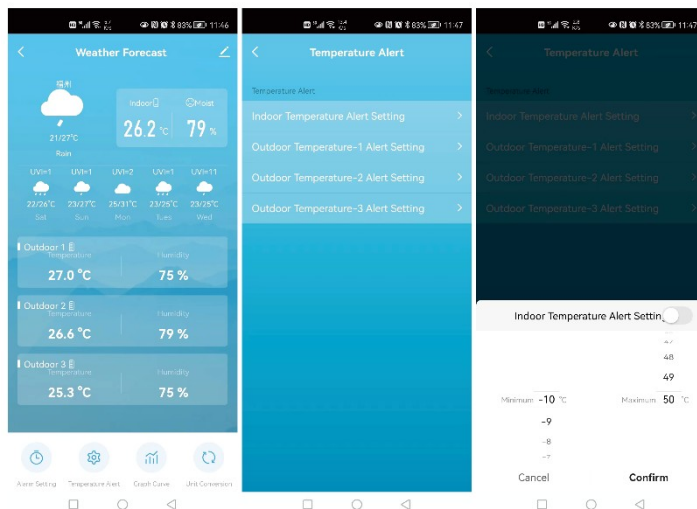 83% 11:46
Weather Forecast
福州
Indoor
Moist
26.2 °C
79 %
21/27°C
Rain
UVI=1 UVI=1 UVI=2 UVI=1 UVI=11
22/26°C 23/27°C 25/31°C 23/25°C 23/25°C
Sat Sun Mon Tues Wed
Outdoor 1
Temperature Humidity
27.0 °C 75 %
Outdoor 2
Temperature Humidity
26.6 °C 79 %
Outdoor 3
Temperature Humidity
25.3 °C 75 %
Alarm Setting Temperature Alert Graph Curve Unit Conversion
83% 11:47
Temperature Alert
Temperature Alert
Indoor Temperature Alert Setting
Outdoor Temperature-1 Alert Setting
Outdoor Temperature-2 Alert Setting
Outdoor Temperature-3 Alert Setting
83% 11:47
Temperature Alert
Temperature Alert
Indoor Temperature Alert Setting
Outdoor Temperature-1 Alert Setting
Outdoor Temperature-2 Alert Setting
Outdoor Temperature-3 Alert Setting
Indoor Temperature Alert Settin
47
48
49
Minimum -10 °C Maximum 50 °C
-9
-8
-7
Cancel Confirm